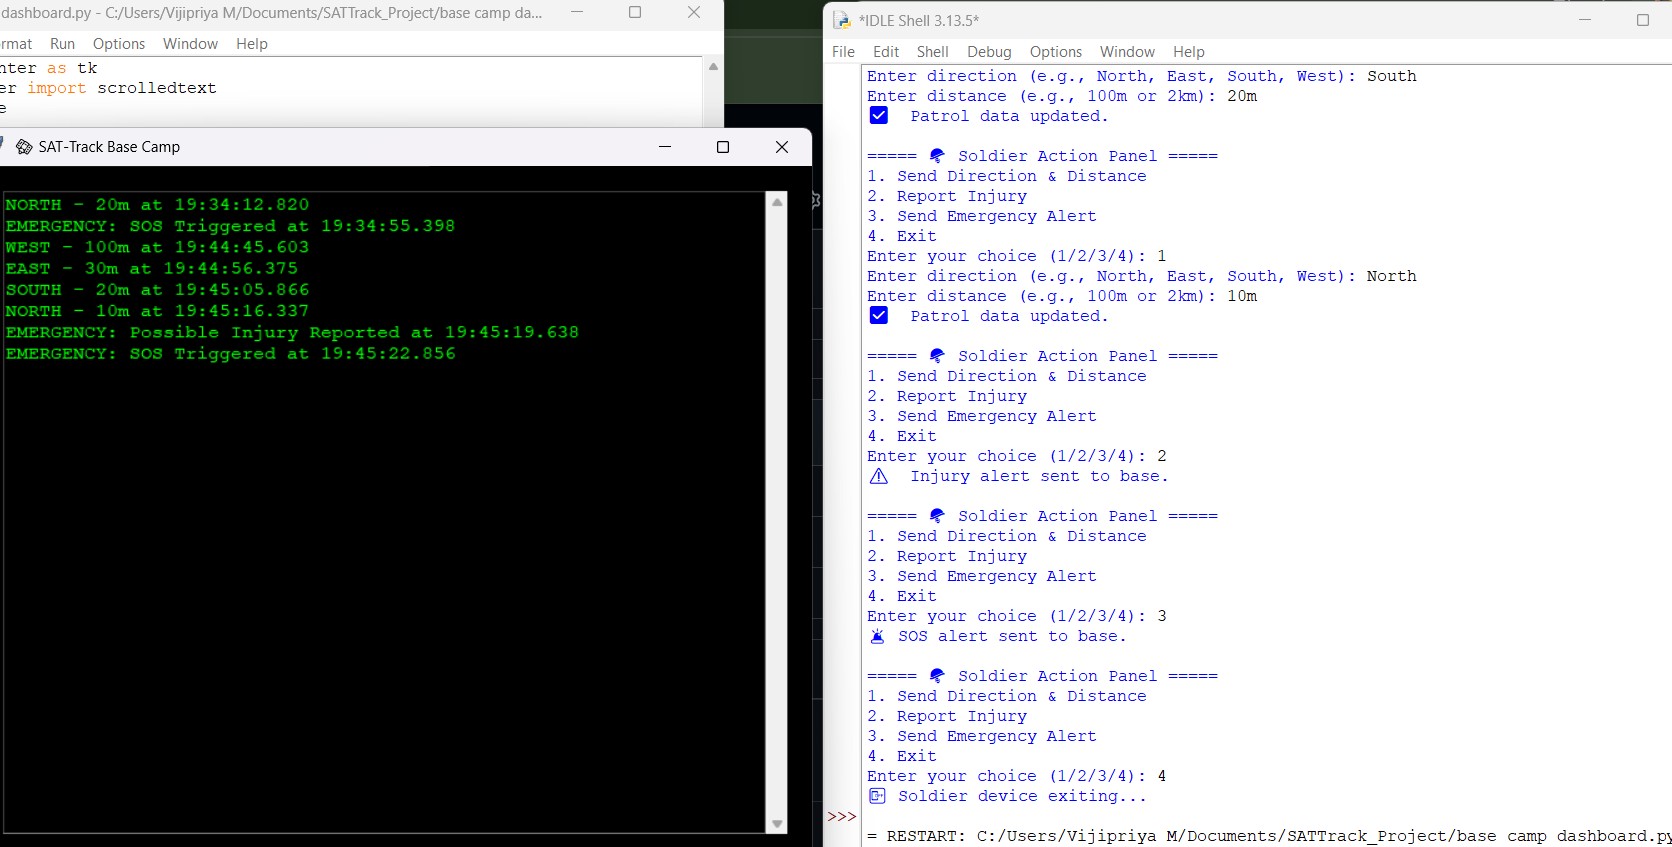 dashboard.py - C:/Users/Vijipriya M/Documents/SATTrack_Project/base camp da...
rmat Run Options Window Help
nter as tk
er import scrolledtext
e
SAT-Track Base Camp
NORTH - 20m at 19:34:12.820
EMERGENCY: SOS Triggered at 19:34:55.398
WEST - 100m at 19:44:45.603
EAST - 30m at 19:44:56.375
SOUTH - 20m at 19:45:05.866
NORTH - 10m at 19:45:16.337
EMERGENCY: Possible Injury Reported at 19:45:19.638
EMERGENCY: SOS Triggered at 19:45:22.856
*IDLE Shell 3.13.5*
File Edit Shell Debug Options Window Help
Enter direction (e.g., North, East, South, West): South
Enter distance (e.g., 100m or 2km): 20m
Patrol data updated.
===== Soldier Action Panel =====
1. Send Direction & Distance
2. Report Injury
3. Send Emergency Alert
4. Exit
Enter your choice (1/2/3/4): 1
Enter direction (e.g., North, East, South, West): North
Enter distance (e.g., 100m or 2km): 10m
Patrol data updated.
===== Soldier Action Panel =====
1. Send Direction & Distance
2. Report Injury
3. Send Emergency Alert
4. Exit
Enter your choice (1/2/3/4): 2
Injury alert sent to base.
===== Soldier Action Panel =====
1. Send Direction & Distance
2. Report Injury
3. Send Emergency Alert
4. Exit
Enter your choice (1/2/3/4): 3
SOS alert sent to base.
===== Soldier Action Panel =====
1. Send Direction & Distance
2. Report Injury
3. Send Emergency Alert
4. Exit
Enter your choice (1/2/3/4): 4
Soldier device exiting...
>>>
= RESTART: C:/Users/Vijipriya M/Documents/SATTrack_Project/base camp dashboard.py